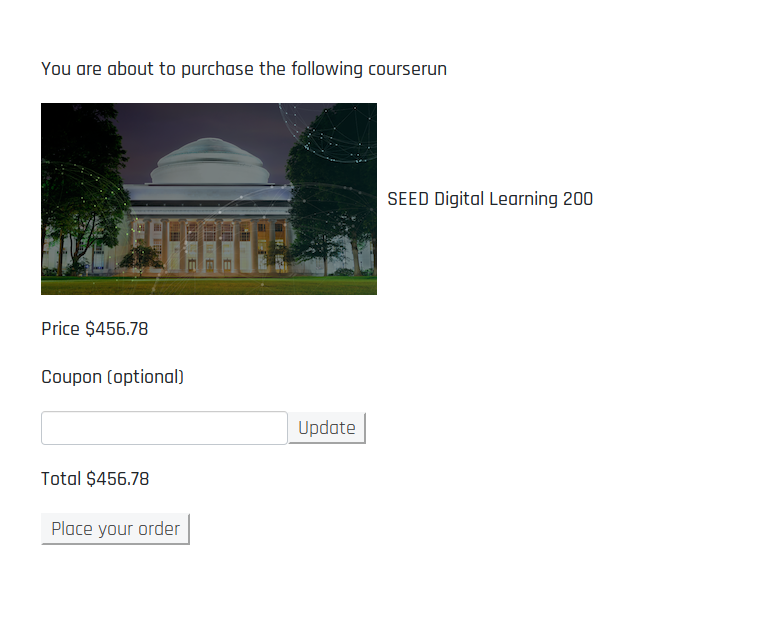 You are about to purchase the following courserun
SEED Digital Learning 200
Price $456.78
Coupon (optional)
Update
Total $456.78
Place your order